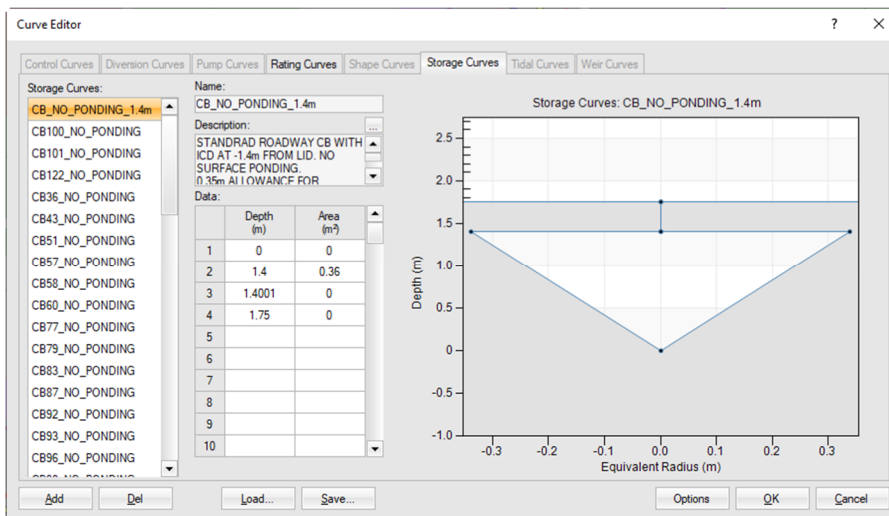 Curve Editor
?
Control Curves
Diversion Curves
Pump Curves
Rating Curves
Shape Curves
Storage Curves
Tidal Curves
Weir Curves
Storage Curves:
CB_NO_PONDING_1.4m
CB100_NO_PONDING
CB101_NO_PONDING
CB122_NO_PONDING
CB36_NO_PONDING
CB43_NO_PONDING
CB51_NO_PONDING
CB57_NO_PONDING
CB58_NO_PONDING
CB60_NO_PONDING
CB77_NO_PONDING
CB79_NO_PONDING
CB83_NO_PONDING
CB87_NO_PONDING
CB92_NO_PONDING
CB93_NO_PONDING
CB96_NO_PONDING
Name:
CB_NO_PONDING_1.4m
Description:
...
STANDRAD ROADWAY CB WITH
ICD AT -1.4m FROM LID. NO
SURFACE PONDING.
0.35m ALLOWANCE FOR
Data:
Depth (m) Area (m²)
1 0 0
2 1.4 0.36
3 1.4001 0
4 1.75 0
5
6
7
8
9
10
Storage Curves: CB_NO_PONDING_1.4m
Depth (m)
2.5
2.0
1.5
1.0
0.5
0
-0.5
-1.0
-0.3 -0.2 -0.1 0.0 0.1 0.2 0.3
Equivalent Radius (m)
Add
Del
Load...
Save...
Options
OK
Cancel